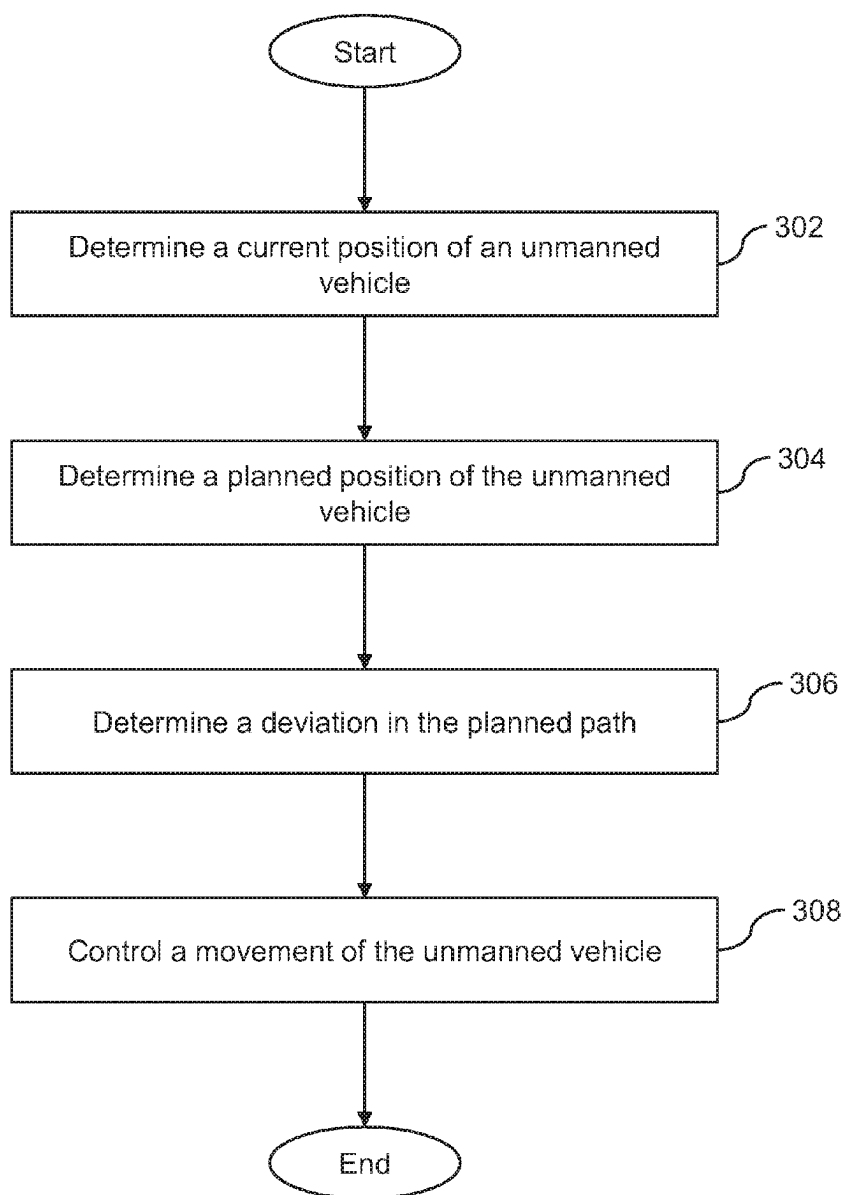 Start
Determine a current position of an unmanned
vehicle
302
Determine a planned position of the unmanned
vehicle
304
Determine a deviation in the planned path
306
Control a movement of the unmanned vehicle
308
End